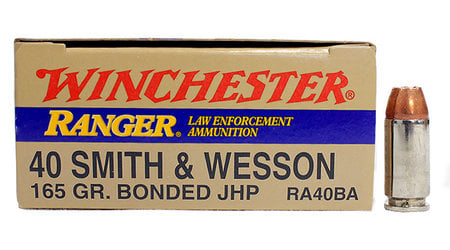 WINCHESTER®
RANGER® LAW ENFORCEMENT
AMMUNITION
40 SMITH & WESSON
165 GR. BONDED JHP RA40BA